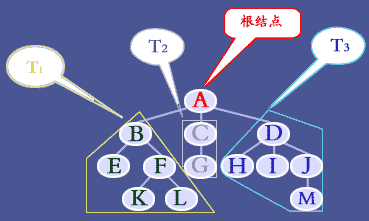 根结点
T2
T3
T1
A
B C D
E F G H I J
K L M